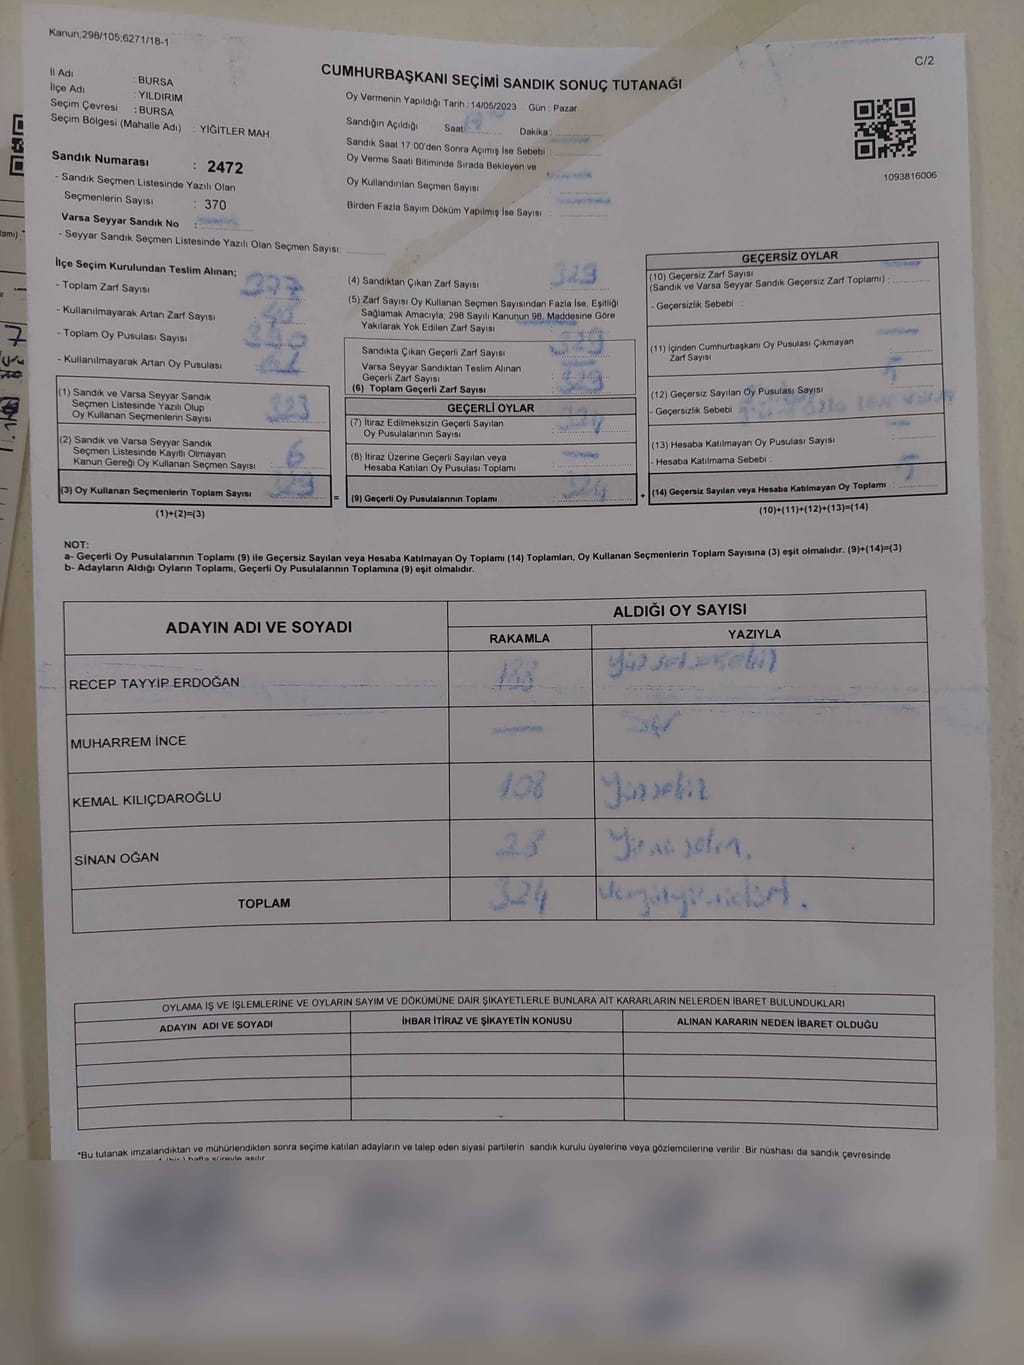 Kanun;298/105;6271/18-1
C/2
CUMHURBAŞKANI SEÇİMİ SANDIK SONUÇ TUTANAĞI
İl Adı : BURSA
İlçe Adı : YILDIRIM
Seçim Çevresi : BURSA
Seçim Bölgesi (Mahalle Adı) : YİĞİTLER MAH.
Sandık Numarası : 2472
- Sandık Seçmen Listesinde Yazılı Olan
Seçmenlerin Sayısı : 370
Varsa Seyyar Sandık No :
- Seyyar Sandık Seçmen Listesinde Yazılı Olan Seçmen Sayısı:
Oy Vermenin Yapıldığı Tarih : 14/05/2023 Gün : Pazar
Sandığın Açıldığı Saat Dakika :
Sandık Saat 17:00'den Sonra Açımış İse Sebebi :
Oy Verme Saati Bitiminde Sırada Bekleyen ve
Oy Kullandırılan Seçmen Sayısı :
Birden Fazla Sayım Döküm Yapılmış İse Sayısı :
1093816006
İlçe Seçim Kurulundan Teslim Alınan;
- Toplam Zarf Sayısı : 377
- Kullanılmayarak Artan Zarf Sayısı : 48
- Toplam Oy Pusulası Sayısı :
- Kullanılmayarak Artan Oy Pusulası :
(1) Sandık ve Varsa Seyyar Sandık
Seçmen Listesinde Yazılı Olup
Oy Kullanan Seçmenlerin Sayısı : 323
(2) Sandık ve Varsa Seyyar Sandık
Seçmen Listesinde Kayıtlı Olmayan
Kanun Gereği Oy Kullanan Seçmen Sayısı : 6
(3) Oy Kullanan Seçmenlerin Toplam Sayısı : 329
(1)+(2)=(3)
(4) Sandıktan Çıkan Zarf Sayısı : 329
(5) Zarf Sayısı Oy Kullanan Seçmen Sayısından Fazla İse, Eşitliği
Sağlamak Amacıyla; 298 Sayılı Kanunun 98. Maddesine Göre
Yakılarak Yok Edilen Zarf Sayısı :
Sandıkta Çıkan Geçerli Zarf Sayısı : 329
Varsa Seyyar Sandıktan Teslim Alınan
Geçerli Zarf Sayısı :
(6) Toplam Geçerli Zarf Sayısı : 329
GEÇERLİ OYLAR
(7) İtiraz Edilmeksizin Geçerli Sayılan
Oy Pusulalarının Sayısı : 324
(8) İtiraz Üzerine Geçerli Sayılan veya
Hesaba Katılan Oy Pusulası Toplamı :
= (9) Geçerli Oy Pusulalarının Toplamı : 324 +
GEÇERSİZ OYLAR
(10) Geçersiz Zarf Sayısı
(Sandık ve Varsa Seyyar Sandık Geçersiz Zarf Toplamı) :
- Geçersizlik Sebebi :
(11) İçinden Cumhurbaşkanı Oy Pusulası Çıkmayan
Zarf Sayısı :
(12) Geçersiz Sayılan Oy Pusulası Sayısı : 5
- Geçersizlik Sebebi :
(13) Hesaba Katılmayan Oy Pusulası Sayısı :
- Hesaba Katılmama Sebebi :
(14) Geçersiz Sayılan veya Hesaba Katılmayan Oy Toplamı : 5
(10)+(11)+(12)+(13)=(14)
NOT:
a- Geçerli Oy Pusulalarının Toplamı (9) ile Geçersiz Sayılan veya Hesaba Katılmayan Oy Toplamı (14) Toplamları, Oy Kullanan Seçmenlerin Toplam Sayısına (3) eşit olmalıdır. (9)+(14)=(3)
b- Adayların Aldığı Oyların Toplamı, Geçerli Oy Pusulalarının Toplamına (9) eşit olmalıdır.
ADAYIN ADI VE SOYADI
ALDIĞI OY SAYISI
RAKAMLA YAZIYLA
RECEP TAYYİP ERDOĞAN 188
MUHARREM İNCE
KEMAL KILIÇDAROĞLU 108 Yüzsekiz
SİNAN OĞAN 28 Yirmi sekiz.
TOPLAM 324 üçyüzyirmidört.
OYLAMA İŞ VE İŞLEMLERİNE VE OYLARIN SAYIM VE DÖKÜMÜNE DAİR ŞİKAYETLERLE BUNLARA AİT KARARLARIN NELERDEN İBARET BULUNDUKLARI
ADAYIN ADI VE SOYADI İHBAR İTİRAZ VE ŞİKAYETİN KONUSU ALINAN KARARIN NEDEN İBARET OLDUĞU
*Bu tutanak imzalandıktan ve mühürlendikten sonra seçime katılan adayların ve talep eden siyasi partilerin sandık kurulu üyelerine veya gözlemcilerine verilir .Bir nüshası da sandık çevresinde